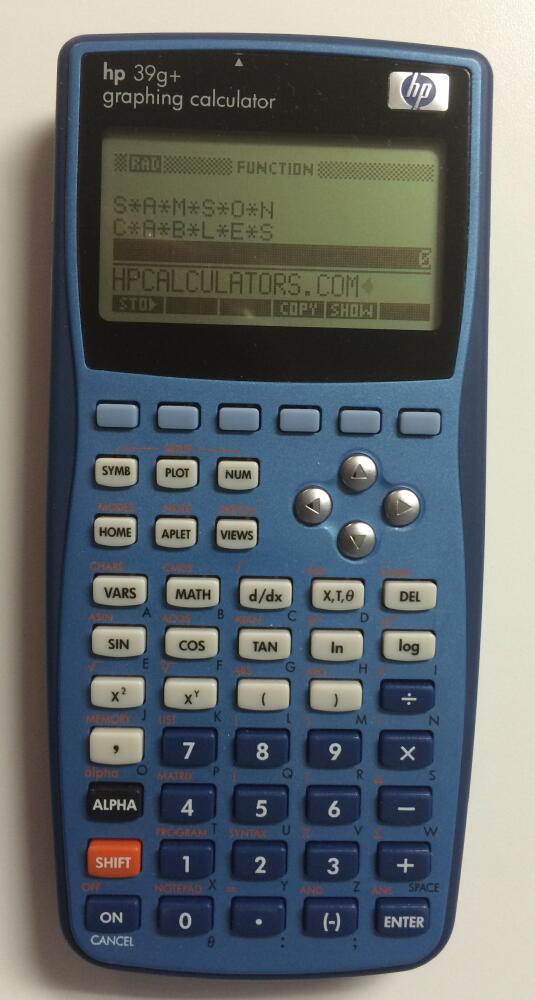 hp 39g+
graphing calculator
hp
RAD FUNCTION
S*A*M*S*O*N
C*A*B*L*E*S
0
HPCALCULATORS.COM
STO▶ COPY SHOW
SETUP
SYMB PLOT NUM
MODES NOTE SKETCH
HOME APLET VIEWS
CHARS CMDS
VARS MATH d/dx X,T,θ DEL
A B C D
ASIN ACOS ATAN
SIN COS TAN ln log
E F G H I
ABS
X² Xʸ ( ) ÷
MEMORY J LIST K L M N
, 7 8 9 X
alpha O MATRIX P Q R S
ALPHA 4 5 6 −
PROGRAM T SYNTAX U V W
SHIFT 1 2 3 +
OFF NOTEPAD X = Y AND Z ANS SPACE
ON 0 • (-) ENTER
CANCEL θ : ;